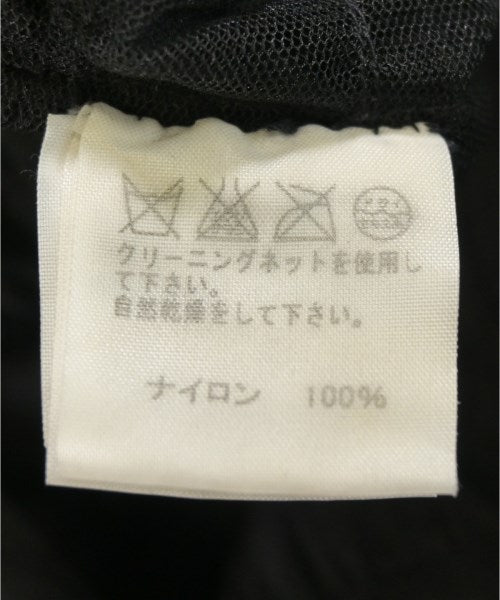 クリーニングネットを使用し
て下さい。
自然乾燥をして下さい。
ナイロン 100%